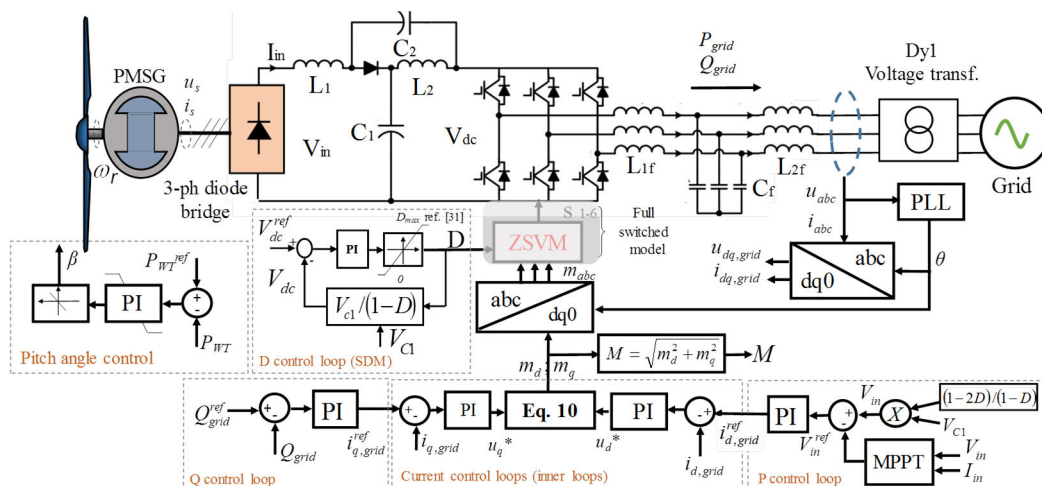 PMSG
u_s
i_s
ω_r
3-ph diode
bridge
I_in
V_in
L_1
C_2
L_2
C_1
V_dc
P_grid
Q_grid
L_1f
C_f
L_2f
Dy1
Voltage transf.
Grid
u_abc
i_abc
PLL
θ
abc
dq0
u_dq,grid
i_dq,grid
S 1-6
Full
switched
model
ZSVM
m_abc
abc
dq0
β
P_WT^ref
PI
+
-
P_WT
Pitch angle control
V_dc^ref
+
-
PI
D_max ref. [31]
0
D
V_dc
V_c1/(1−D)
V_C1
D control loop (SDM)
m_d, m_q
M = √(m_d^2 + m_q^2)
M
Q_grid^ref
+
-
Q_grid
PI
i_q,grid^ref
Q control loop
+
-
i_q,grid
PI
u_q*
Eq. 10
u_d*
PI
-
+
i_d,grid
i_d,grid^ref
Current control loops (inner loops)
PI
V_in^ref
+
-
V_in
X
(1−2D)/(1−D)
V_C1
MPPT
V_in
I_in
P control loop